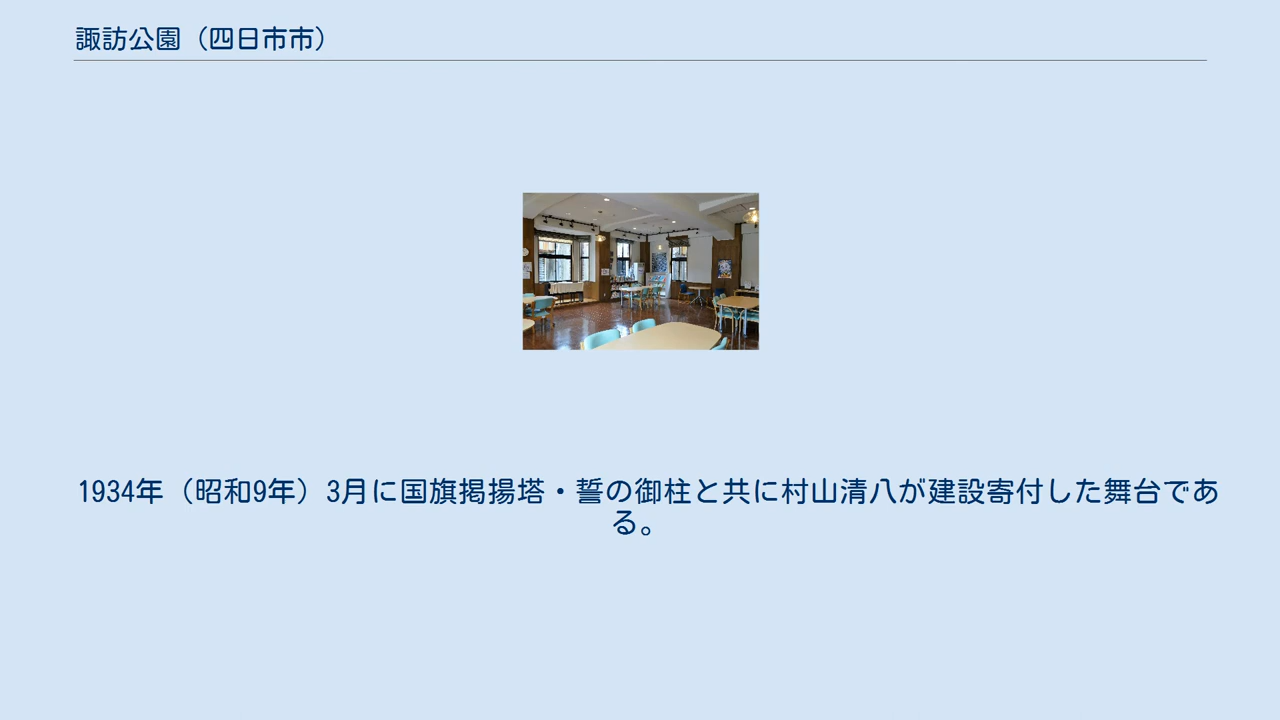 諏訪公園（四日市市）
1934年（昭和9年）3月に国旗掲揚塔・誓の御柱と共に村山清八が建設寄付した舞台であ
る。